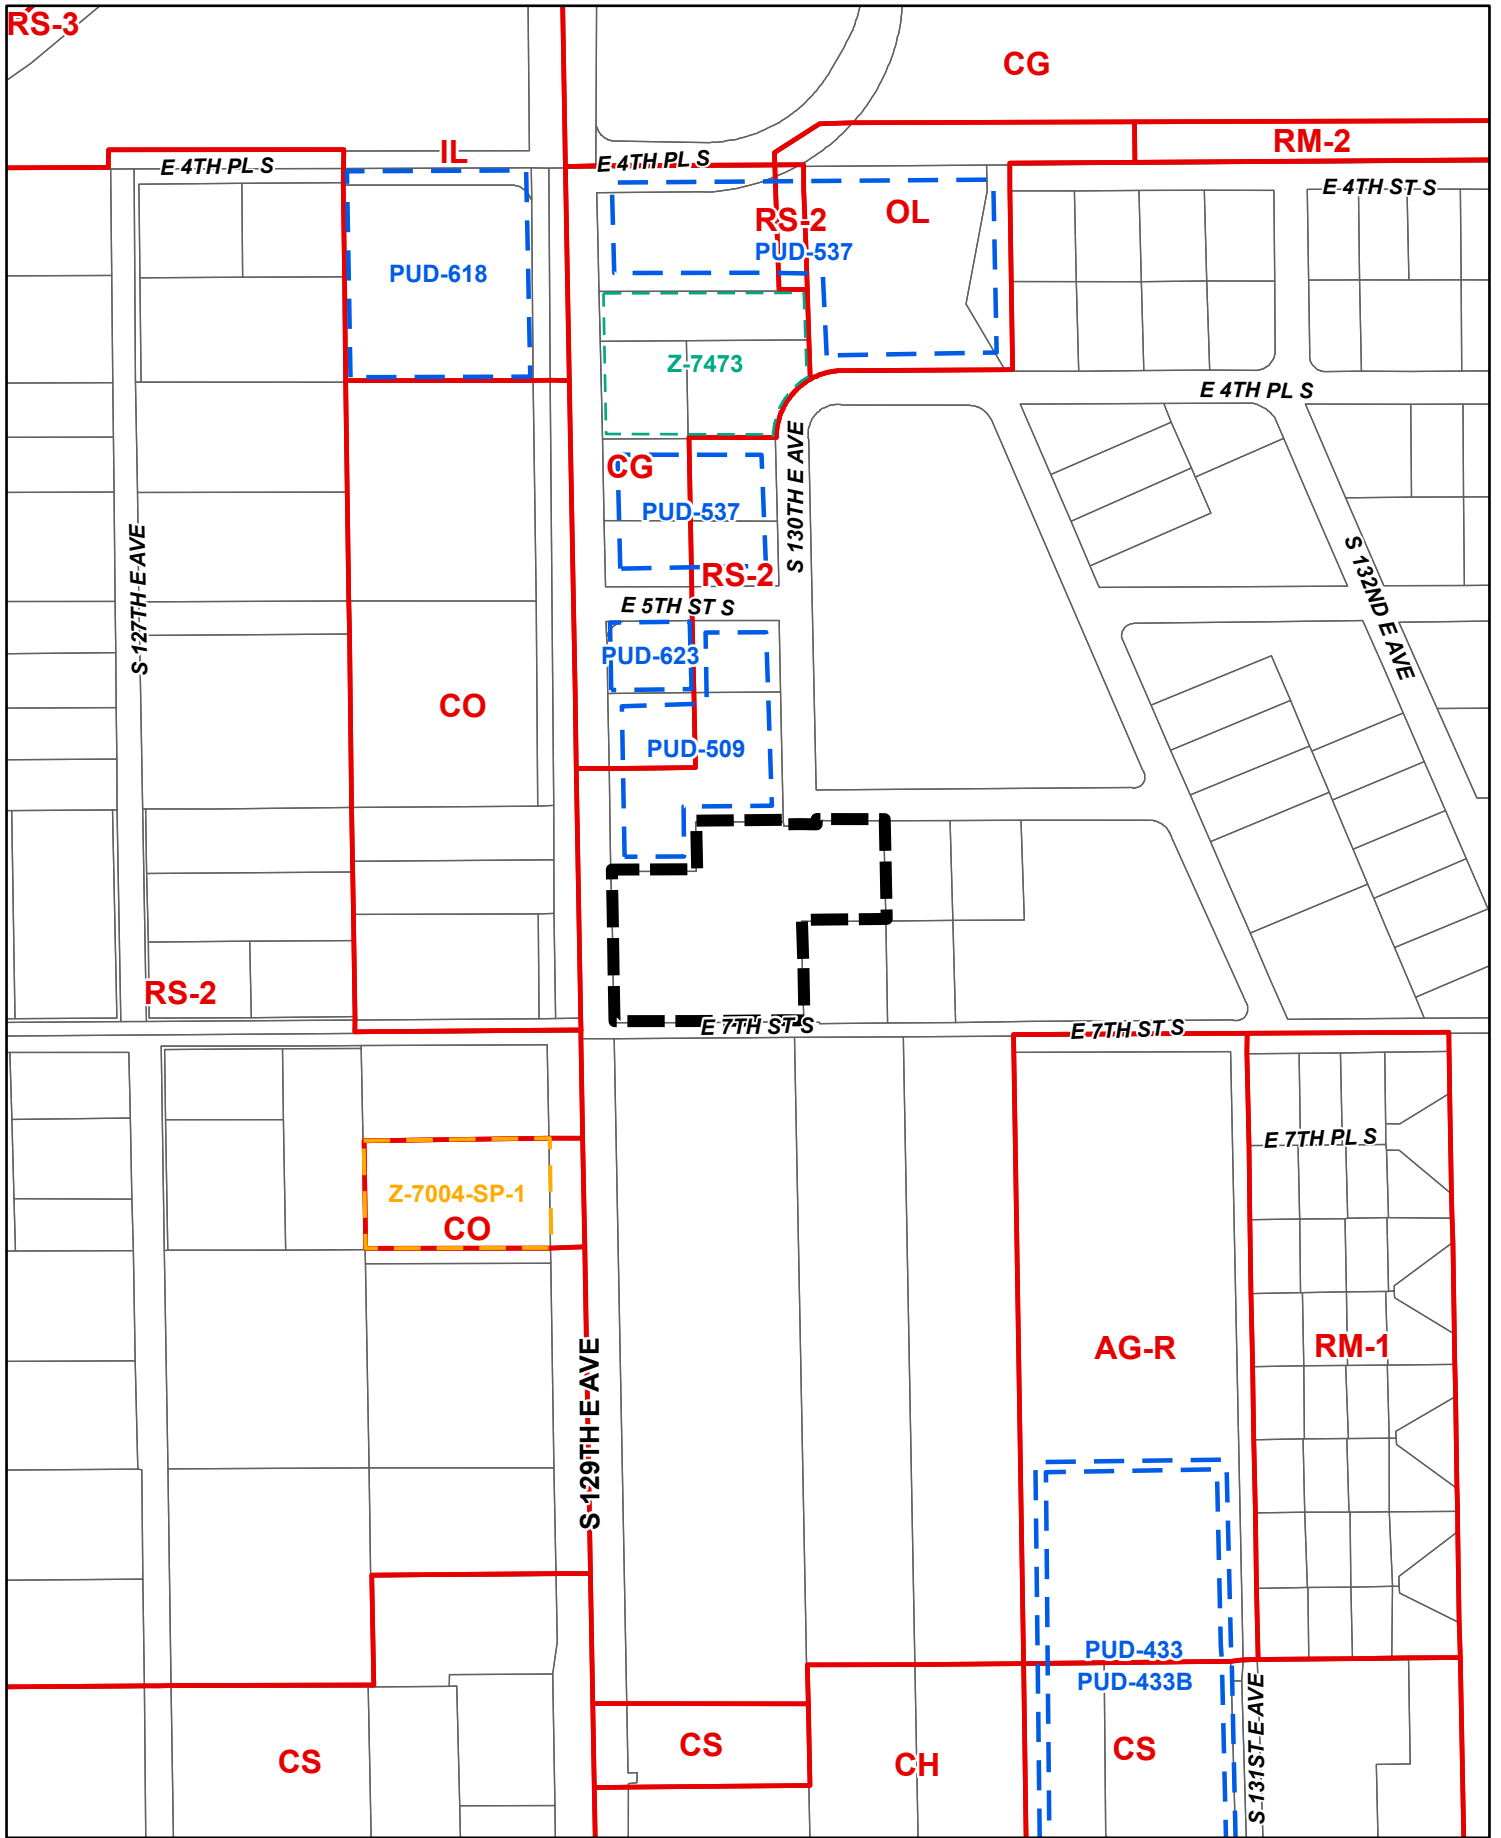 RS-3
CG
RM-2
IL
E 4TH PL S
E 4TH PL S
E 4TH ST S
RS-2
OL
PUD-537
PUD-618
Z-7473
E 4TH PL S
S 130TH E AVE
CG
PUD-537
RS-2
S 127TH E AVE
S 132ND E AVE
E 5TH ST S
PUD-623
CO
PUD-509
RS-2
E 7TH ST S
E 7TH ST S
E 7TH PL S
Z-7004-SP-1
CO
AG-R
RM-1
S 129TH E AVE
PUD-433
PUD-433B
CS
CS
CH
CS
S 131ST E AVE